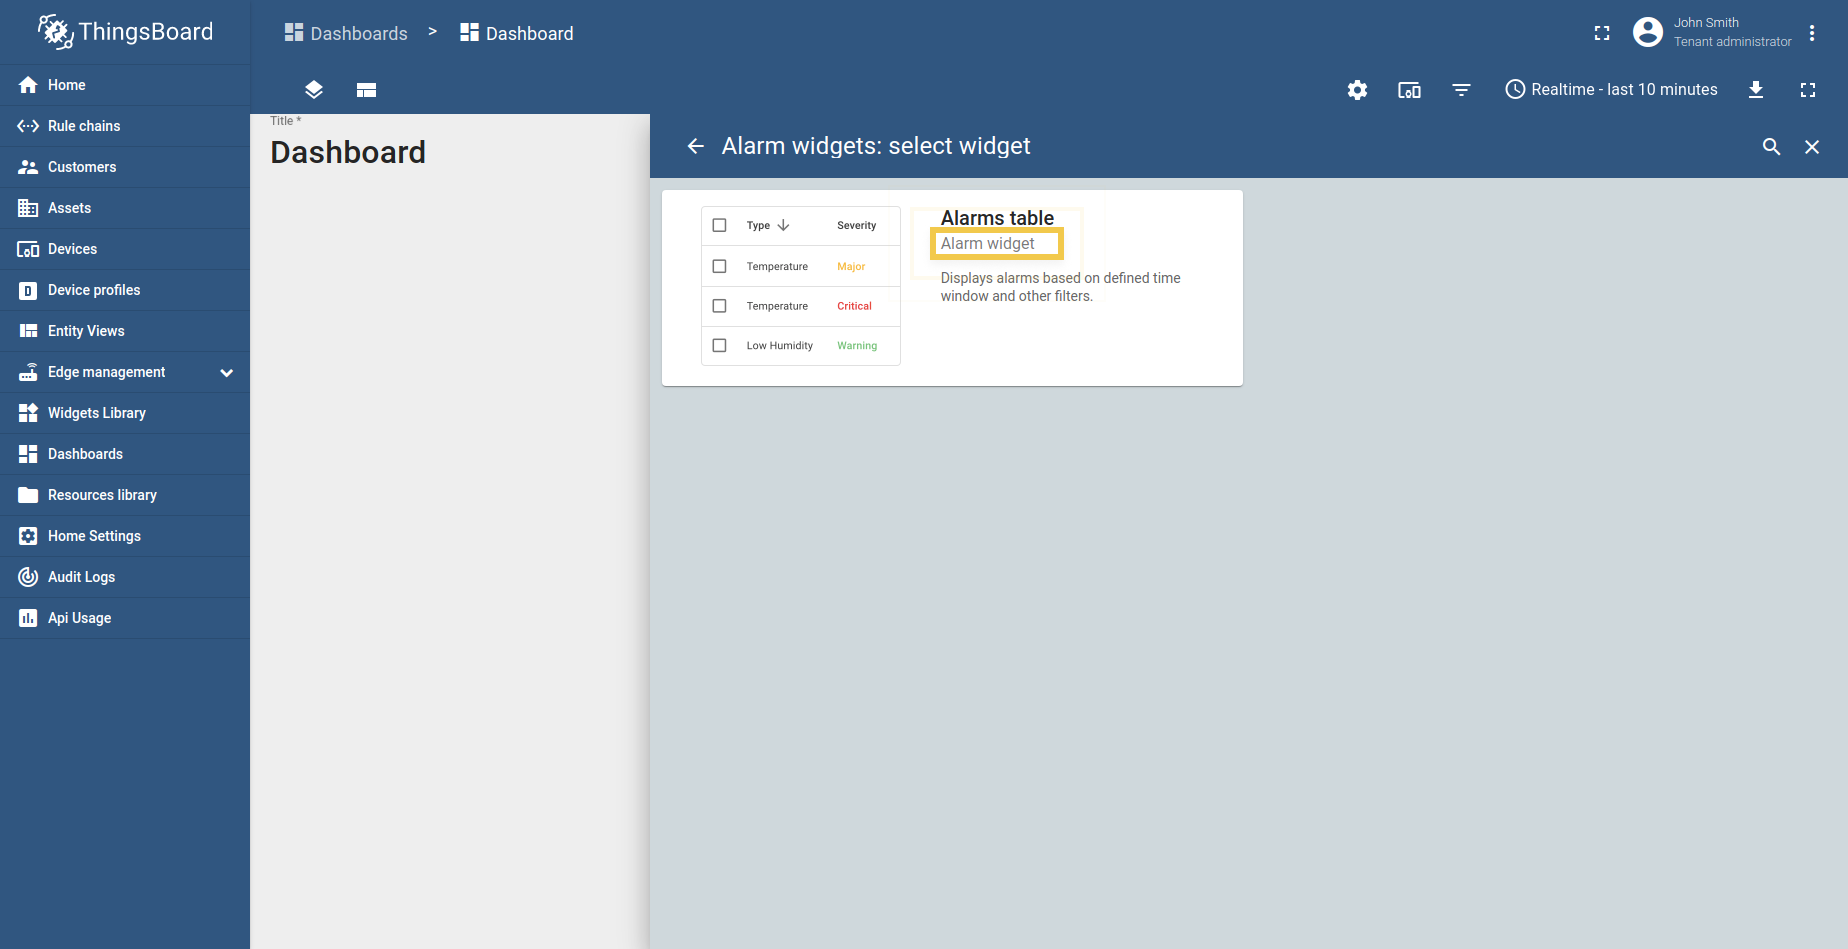 ThingsBoard
Dashboards > Dashboard
John Smith
Tenant administrator
Realtime - last 10 minutes
Home
Rule chains
Customers
Assets
Devices
Device profiles
Entity Views
Edge management
Widgets Library
Dashboards
Resources library
Home Settings
Audit Logs
Api Usage
Title *
Dashboard
Alarm widgets: select widget
Type Severity
Temperature Major
Temperature Critical
Low Humidity Warning
Alarms table
Alarm widget
Displays alarms based on defined time
window and other filters.